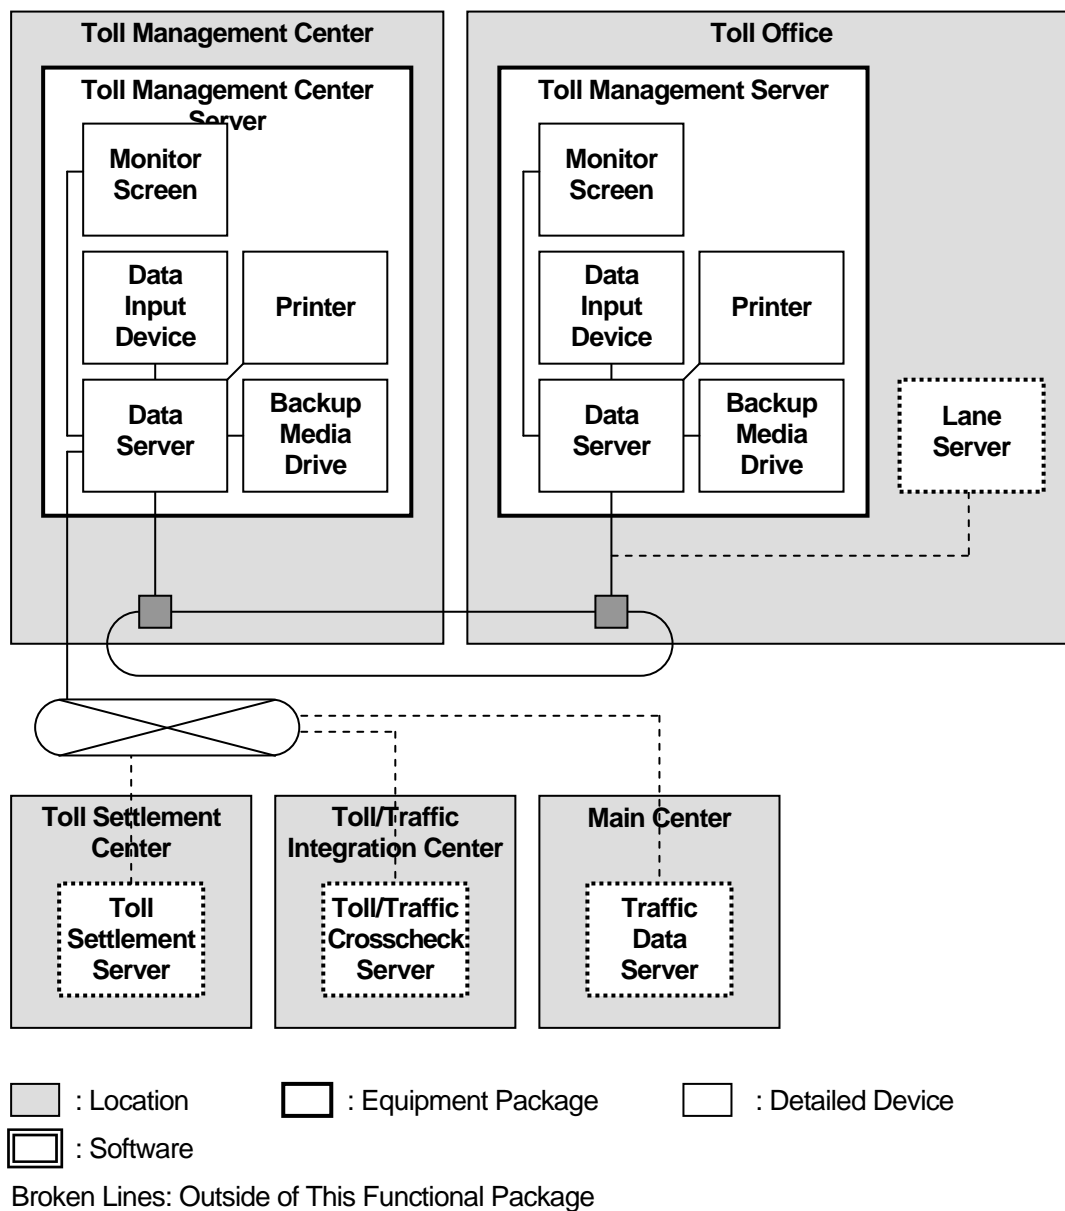 Toll Management Center
Toll Office
Toll Management Center
Server
Toll Management Server
Monitor
Screen
Monitor
Screen
Data
Input
Device
Printer
Data
Input
Device
Printer
Data
Server
Backup
Media
Drive
Data
Server
Backup
Media
Drive
Lane
Server
Toll Settlement
Center
Toll/Traffic
Integration Center
Main Center
Toll
Settlement
Server
Toll/Traffic
Crosscheck
Server
Traffic
Data
Server
: Location
: Equipment Package
: Detailed Device
: Software
Broken Lines: Outside of This Functional Package